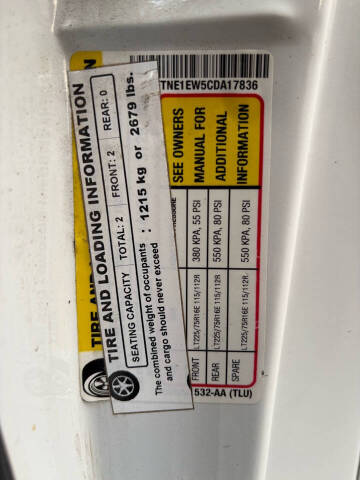 TIRE AND LOADING INFORMATION
SEATING CAPACITY TOTAL: 2 FRONT: 2 REAR: 0
The combined weight of occupants : 1215 kg or 2679 lbs.
and cargo should never exceed
TIRE AND
TNE1EW5CDA17836
SEE OWNERS
MANUAL FOR
ADDITIONAL
INFORMATION
FRONT LT225/75R16E 115/112R 380 KPA, 55 PSI
REAR LT225/75R16E 115/112R 550 KPA, 80 PSI
SPARE LT225/75R16E 115/112R 550 KPA, 80 PSI
532-AA (TLU)